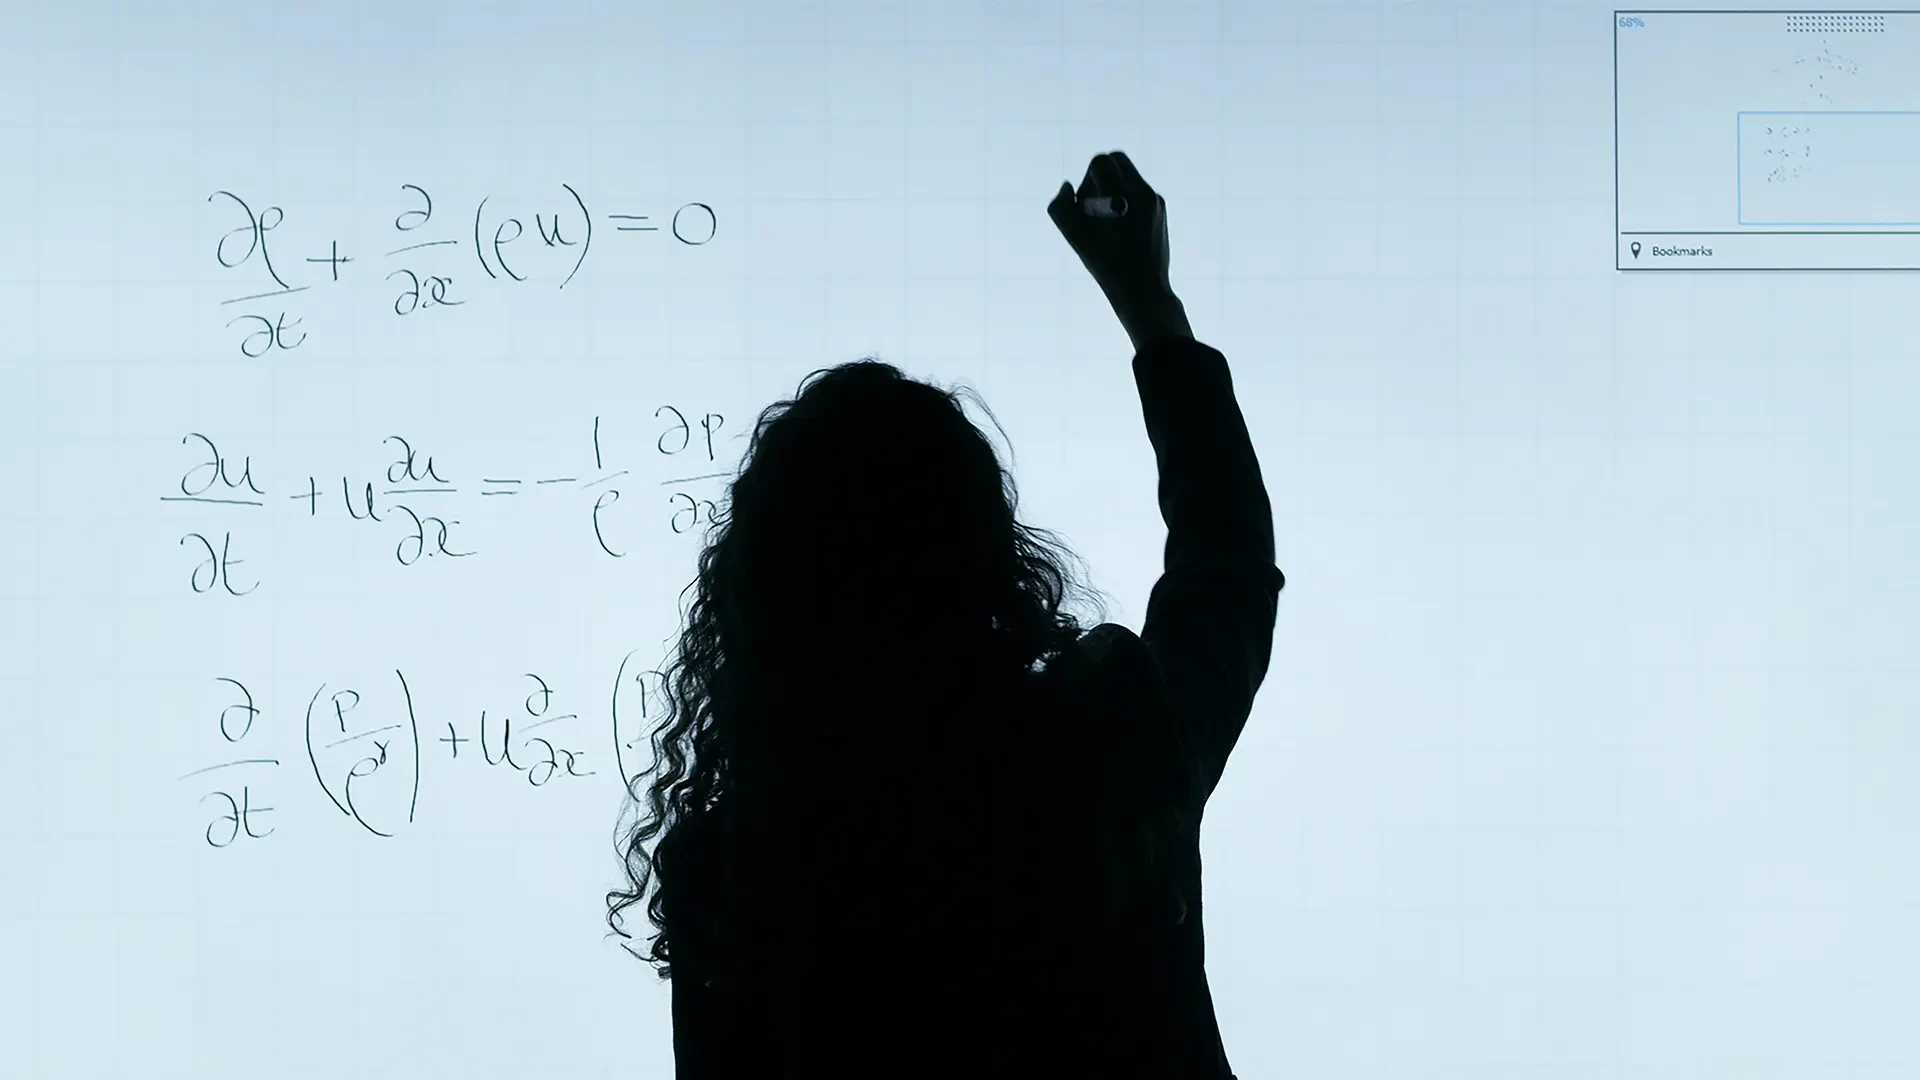 ∂ρ/∂t + ∂/∂x (ρu) = 0
∂u/∂t + u ∂u/∂x = - 1/ρ ∂p/∂x
∂/∂t (p/ρ^γ) + u ∂/∂x (p
68%
Bookmarks